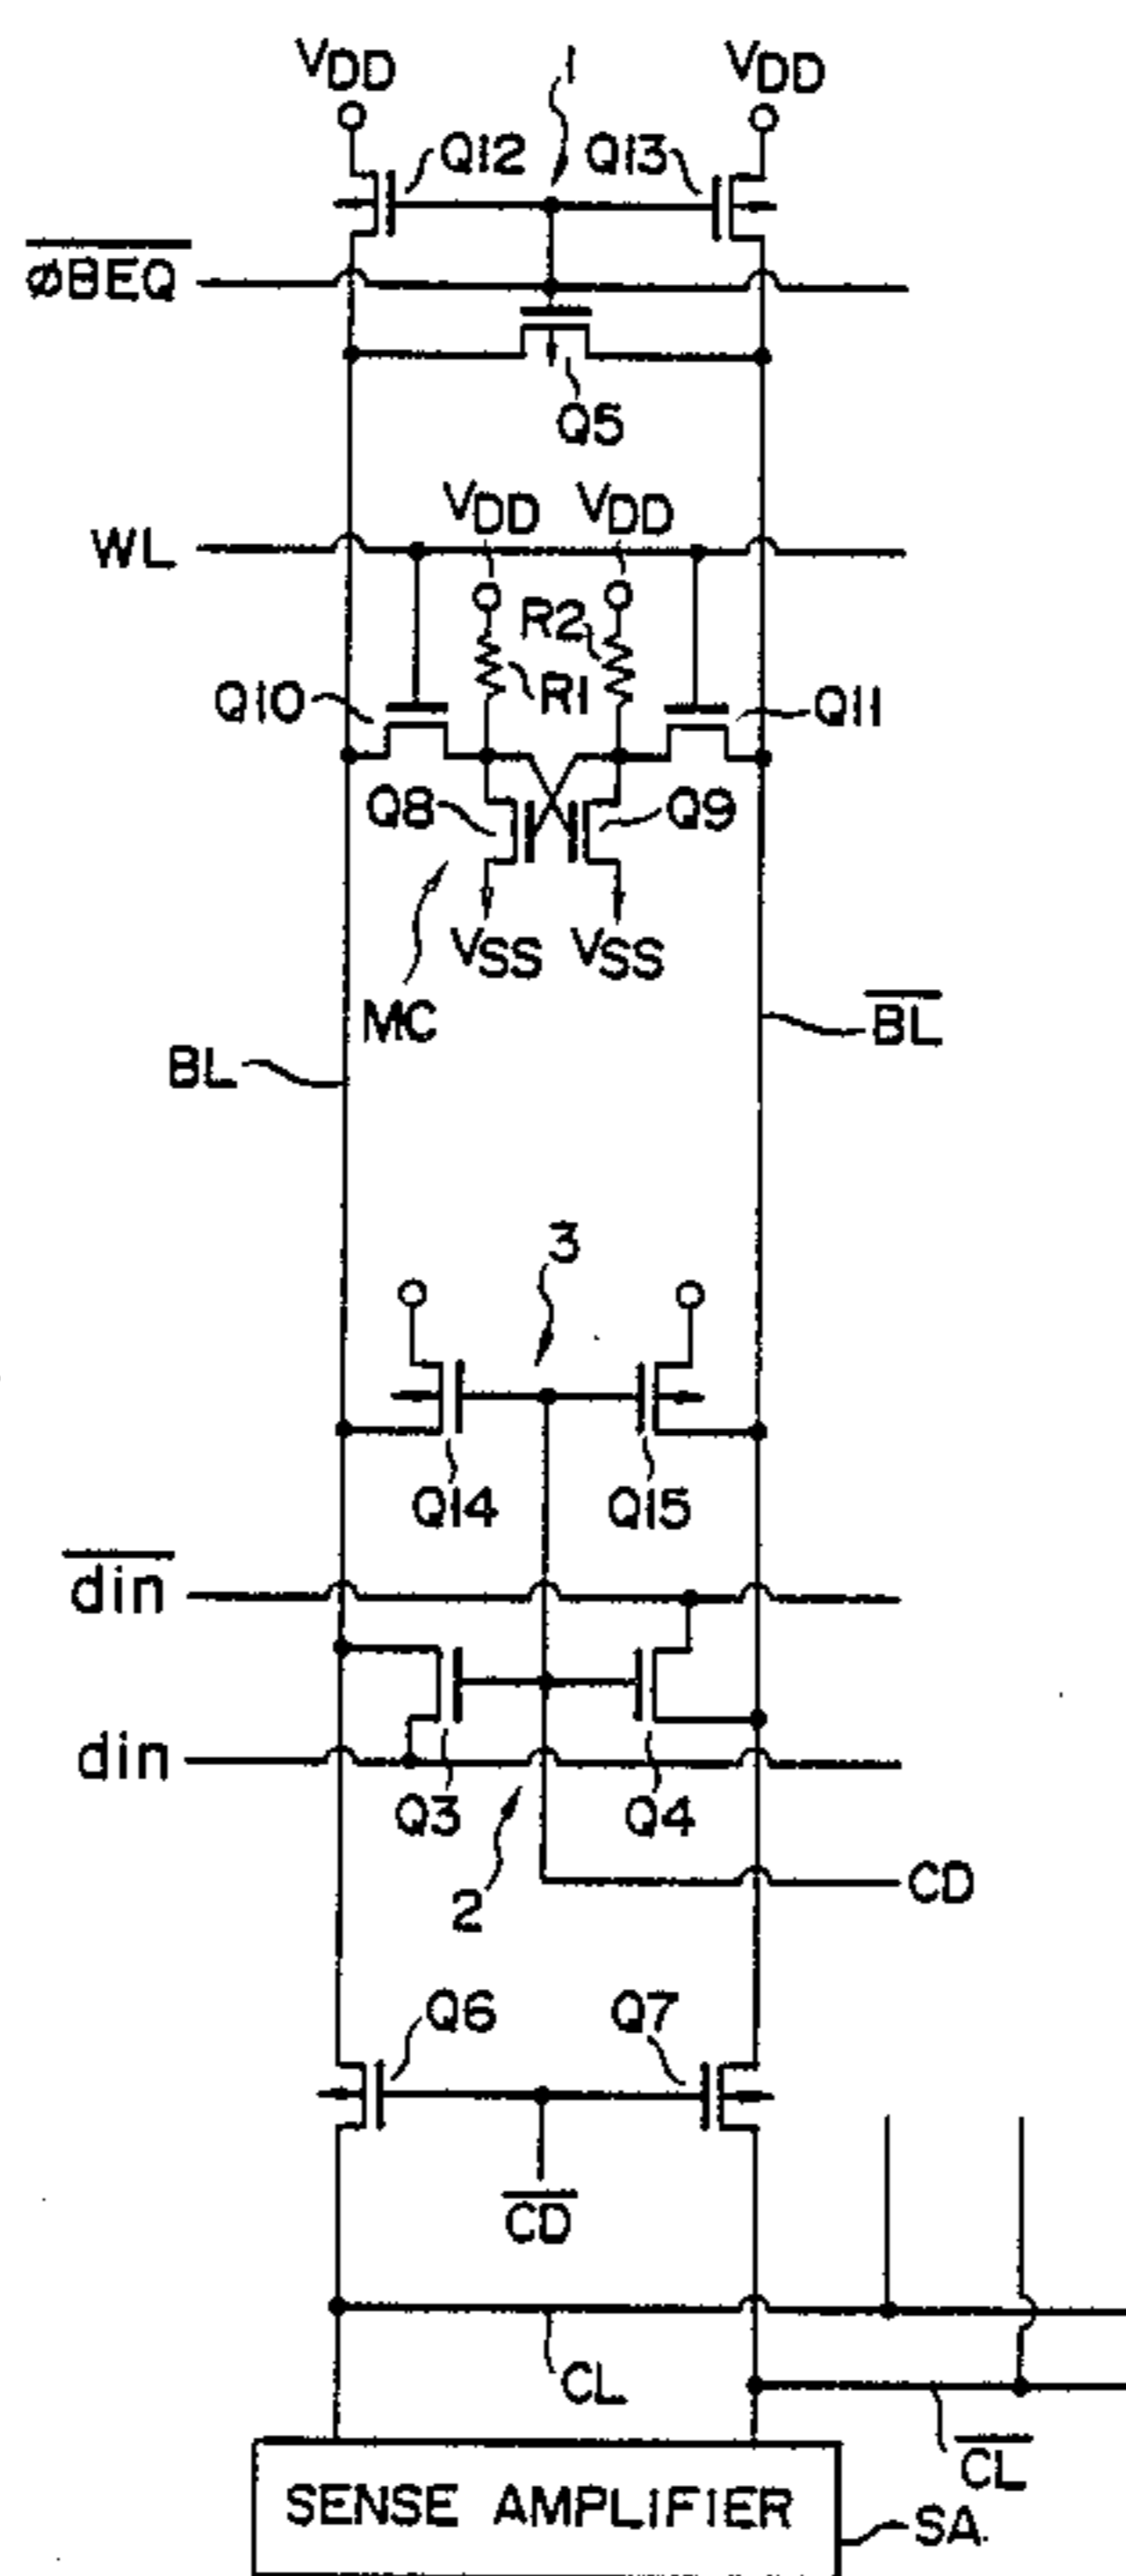 VDD 1 VDD
Q12 Q13
φBEQ
Q5
VDD VDD
WL
R2
R1
Q10 Q11
Q8 Q9
VSS VSS
MC
BL
BL
3
Q14 Q15
din
din
Q3 Q4
2
CD
Q6 Q7
CD
CL
CL
SENSE AMPLIFIER
SA